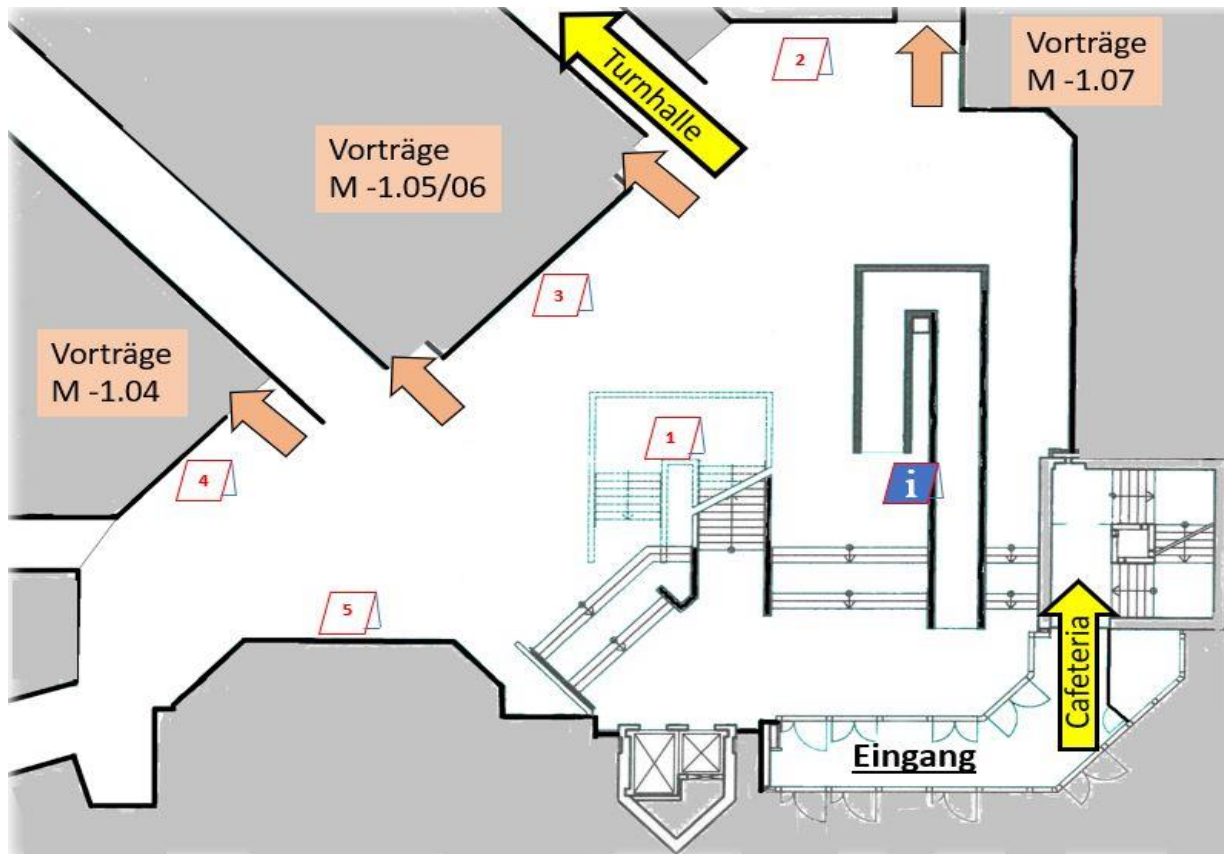 Turnhalle
2
Vorträge
M -1.07
Vorträge
M -1.05/06
3
Vorträge
M -1.04
1
4
i
5
Cafeteria
Eingang